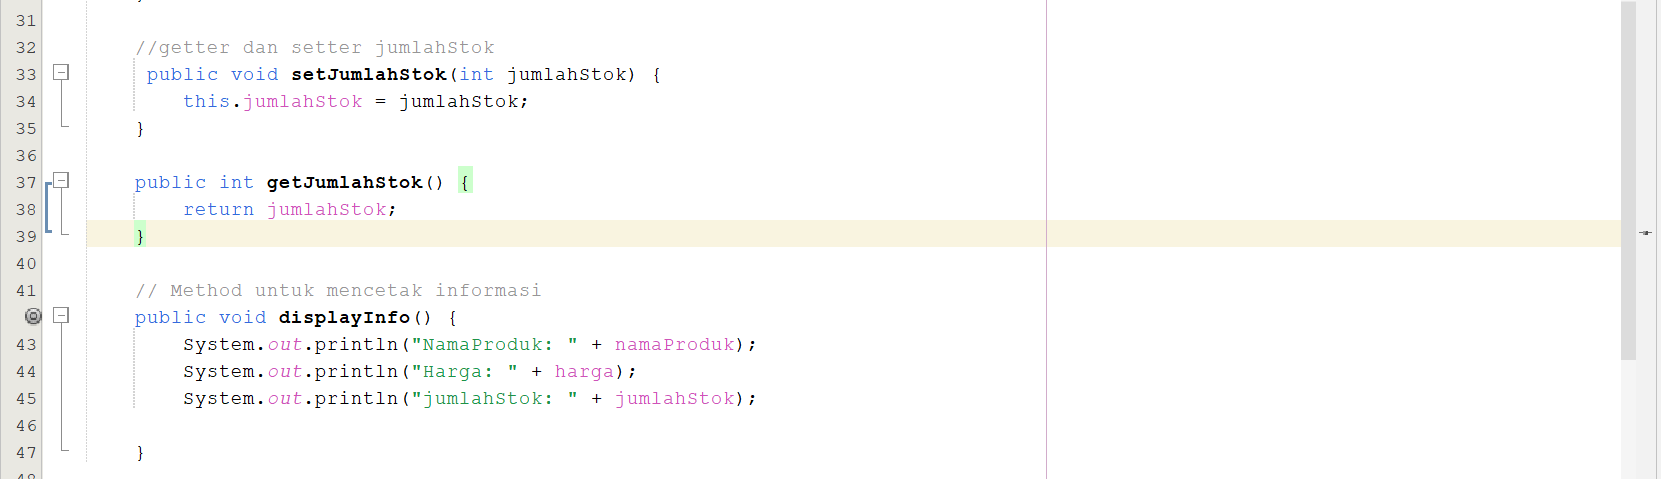 31
32 //getter dan setter jumlahStok
33 public void setJumlahStok(int jumlahStok) {
34 this.jumlahStok = jumlahStok;
35 }
36
37 public int getJumlahStok() {
38 return jumlahStok;
39 }
40
41 // Method untuk mencetak informasi
public void displayInfo() {
43 System.out.println("NamaProduk: " + namaProduk);
44 System.out.println("Harga: " + harga);
45 System.out.println("jumlahStok: " + jumlahStok);
46
47 }